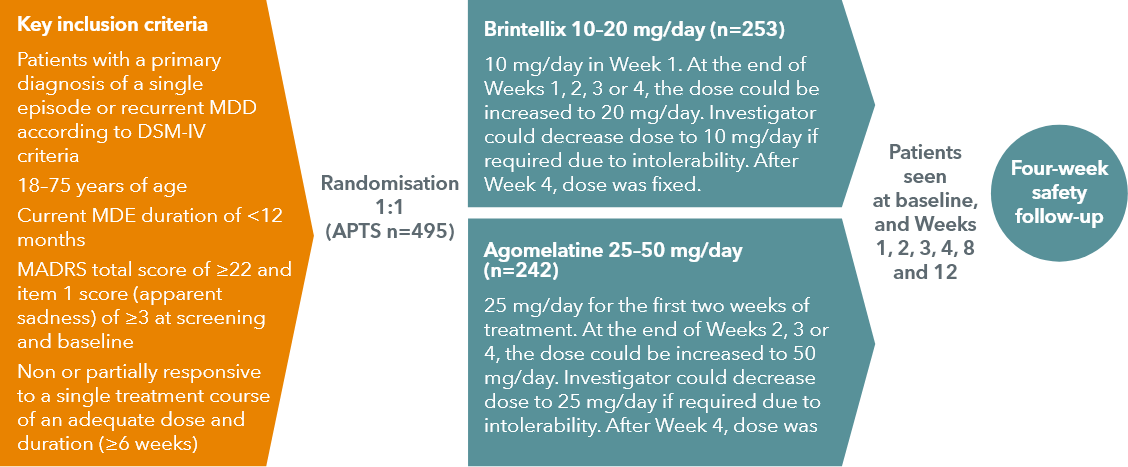 Key inclusion criteria
Patients with a primary
diagnosis of a single
episode or recurrent MDD
according to DSM-IV
criteria
18–75 years of age
Current MDE duration of <12
months
MADRS total score of ≥22 and
item 1 score (apparent
sadness) of ≥3 at screening
and baseline
Non or partially responsive
to a single treatment course
of an adequate dose and
duration (≥6 weeks)
Randomisation
1:1
(APTS n=495)
Brintellix 10–20 mg/day (n=253)
10 mg/day in Week 1. At the end of
Weeks 1, 2, 3 or 4, the dose could be
increased to 20 mg/day. Investigator
could decrease dose to 10 mg/day if
required due to intolerability. After
Week 4, dose was fixed.
Agomelatine 25–50 mg/day
(n=242)
25 mg/day for the first two weeks of
treatment. At the end of Weeks 2, 3 or
4, the dose could be increased to 50
mg/day. Investigator could decrease
dose to 25 mg/day if required due to
intolerability. After Week 4, dose was
Patients
seen
at baseline,
and Weeks
1, 2, 3, 4, 8
and 12
Four-week
safety
follow-up